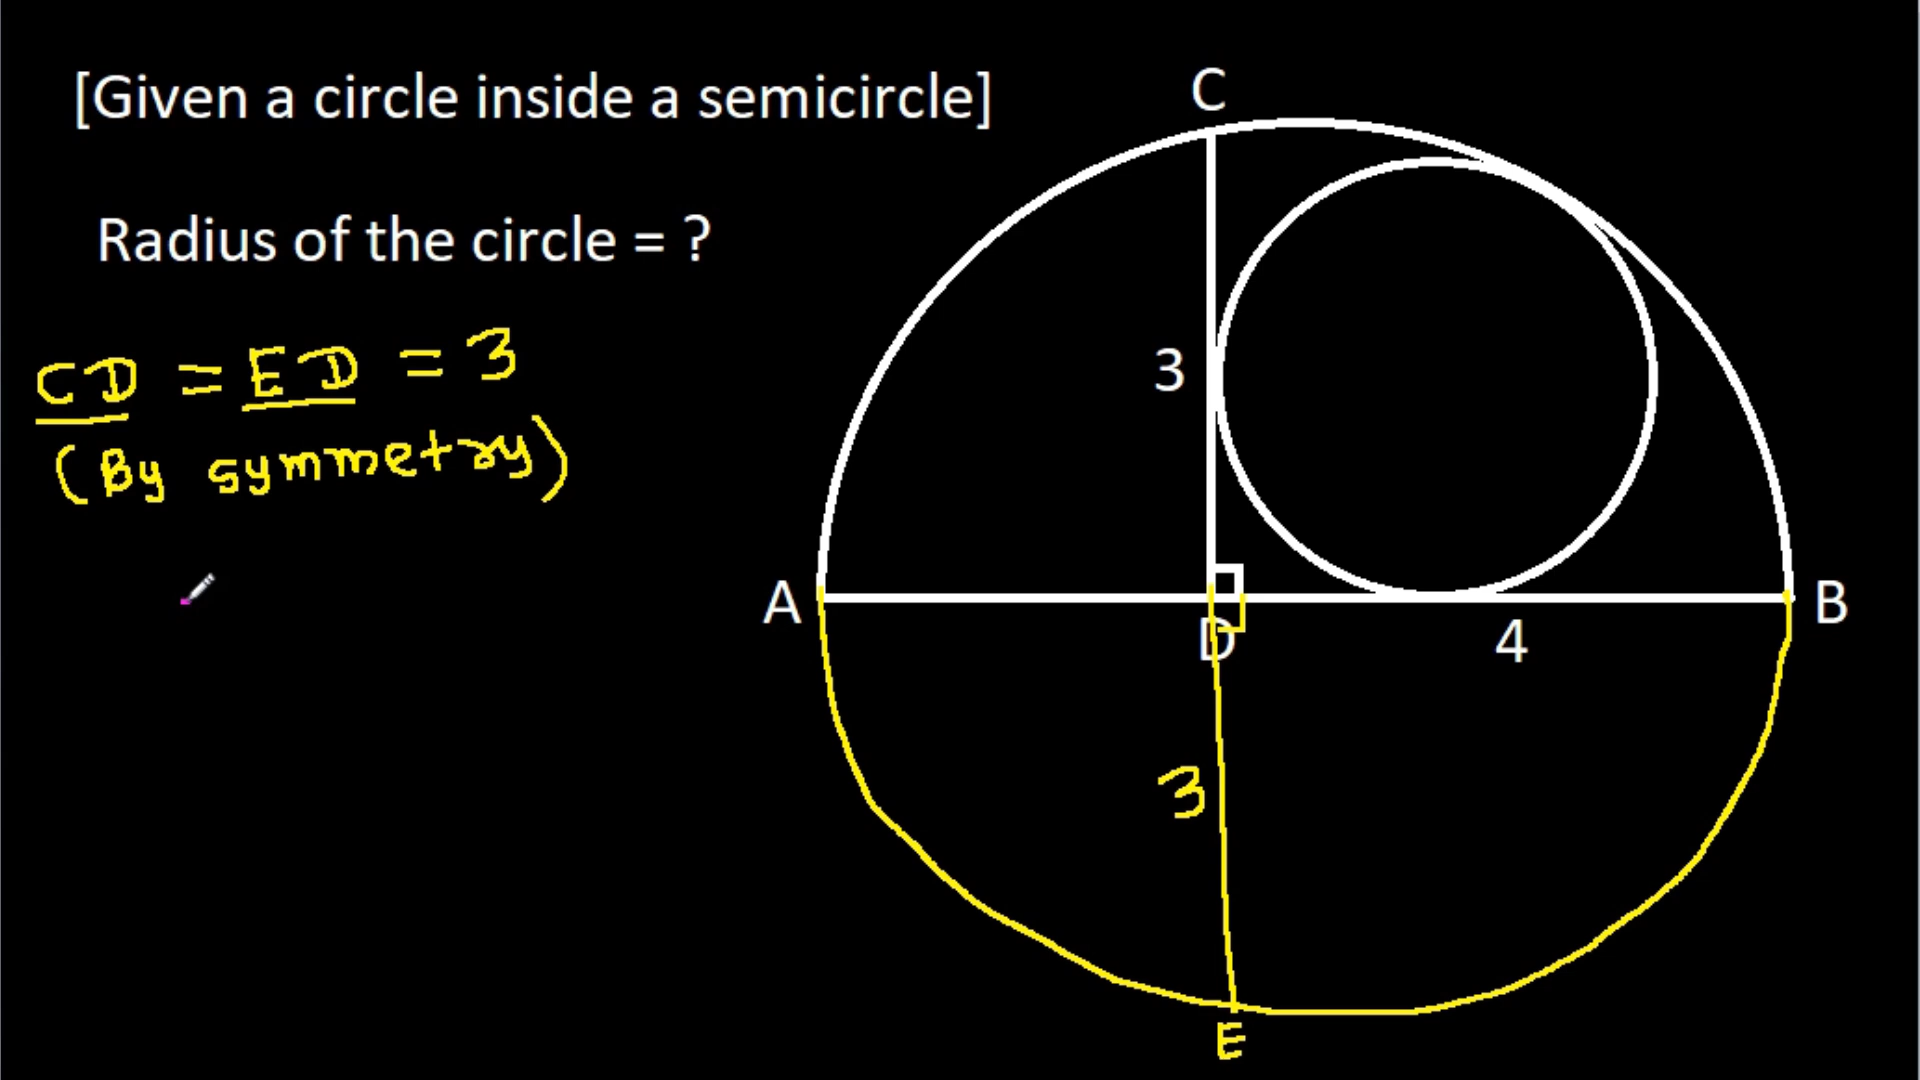 [Given a circle inside a semicircle]
Radius of the circle = ?
CD = ED = 3
(By symmetry)
C
3
A
D
4
B
3
E